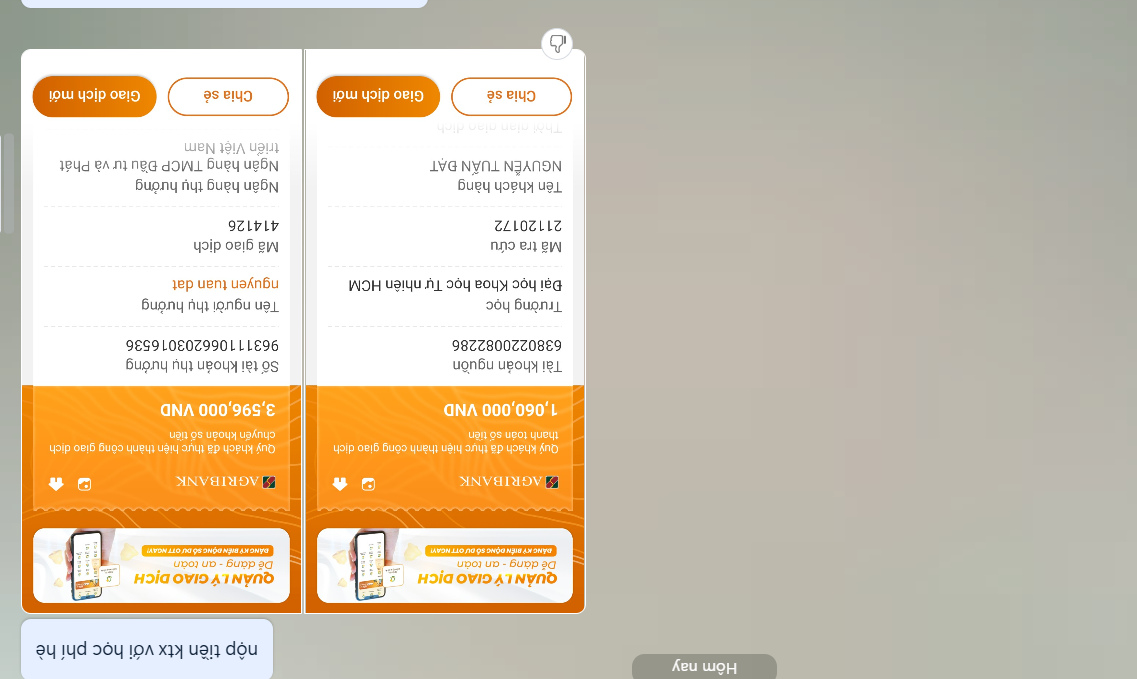 Hôm nay
nộp tiền ktx với học phí hè
QUẢN LÝ GIAO DỊCH
Dễ dàng - an toàn
ĐĂNG KÝ BIẾN ĐỘNG SỐ DƯ OTT NGAY!
AGRIBANK
Quý khách đã thực hiện thành công giao dịch
thanh toán số tiền
1,060,000 VND
Tài khoản nguồn
6380220082286
Trường học
Đại học Khoa học Tự nhiên HCM
Mã tra cứu
21120172
Tên khách hàng
NGUYỄN TUẤN ĐẠT
Thời gian giao dịch
Chia sẻ
Giao dịch mới
QUẢN LÝ GIAO DỊCH
Dễ dàng - an toàn
ĐĂNG KÝ BIẾN ĐỘNG SỐ DƯ OTT NGAY!
AGRIBANK
Quý khách đã thực hiện thành công giao dịch
chuyển khoản số tiền
3,596,000 VND
Số tài khoản thụ hưởng
9631111066203016536
Tên người thụ hưởng
nguyen tuan dat
Mã giao dịch
414126
Ngân hàng thụ hưởng
Ngân hàng TMCP Đầu tư và Phát
triển Việt Nam
Chia sẻ
Giao dịch mới